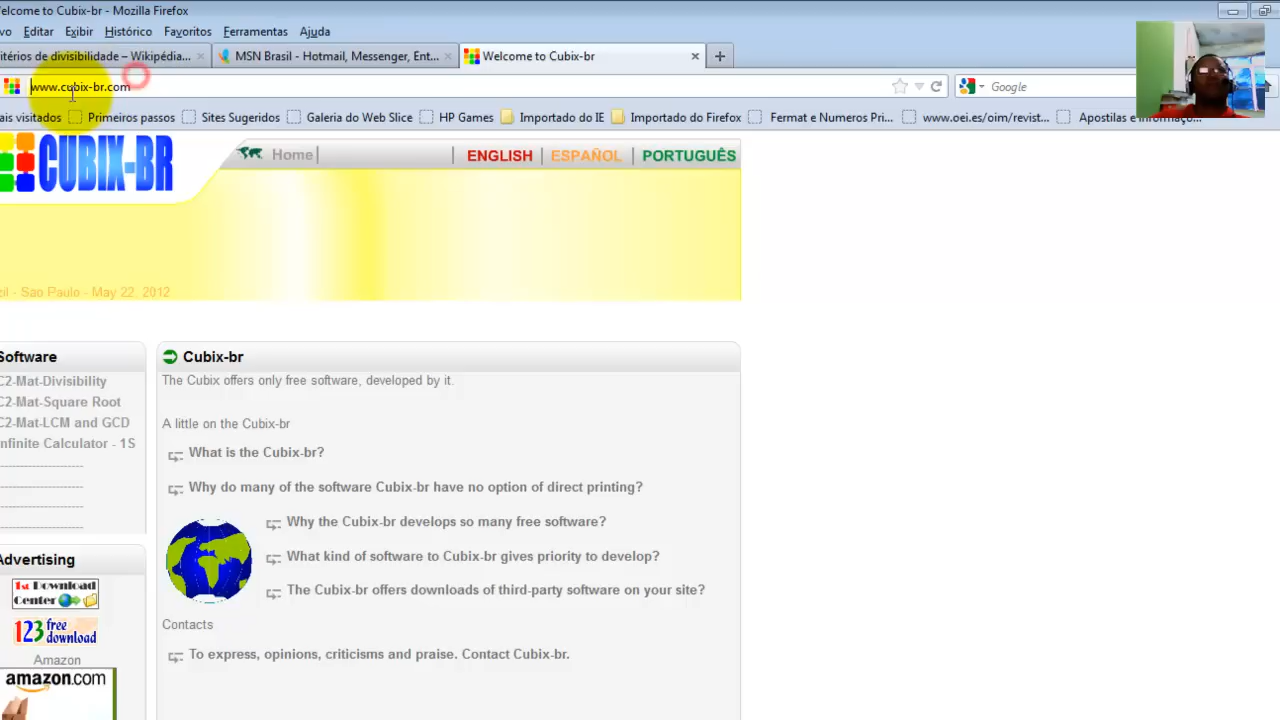 elcome to Cubix-br - Mozilla Firefox
vo Editar Exibir Histórico Favoritos Ferramentas Ajuda
itérios de divisibilidade – Wikipédia... MSN Brasil - Hotmail, Messenger, Ent... Welcome to Cubix-br
www.cubix-br.com Google
ais visitados Primeiros passos Sites Sugeridos Galeria do Web Slice HP Games Importado do IE Importado do Firefox Fermat e Numeros Pri... www.oei.es/oim/revist... Apostilas e Informaço...
CUBIX-BR Home| | ENGLISH | ESPAÑOL | PORTUGUÊS
zil - Sao Paulo - May 22, 2012
Software
C2-Mat-Divisibility
C2-Mat-Square Root
C2-Mat-LCM and GCD
nfinite Calculator - 1S
---------------------
---------------------
---------------------
---------------------
Advertising
1st Download Center
123 free download
Amazon
amazon.com
Cubix-br
The Cubix offers only free software, developed by it.
A little on the Cubix-br
What is the Cubix-br?
Why do many of the software Cubix-br have no option of direct printing?
Why the Cubix-br develops so many free software?
What kind of software to Cubix-br gives priority to develop?
The Cubix-br offers downloads of third-party software on your site?
Contacts
To express, opinions, criticisms and praise. Contact Cubix-br.